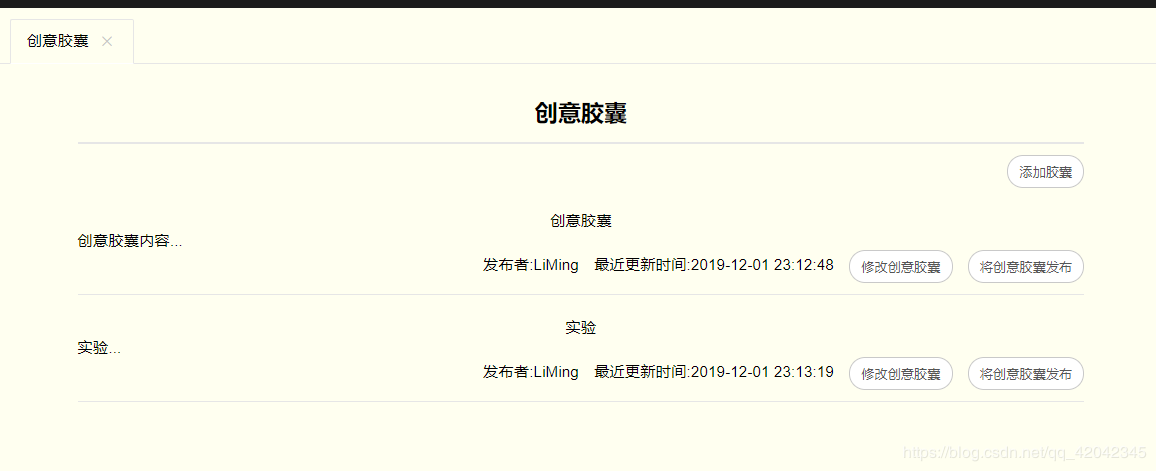 创意胶囊
创意胶囊
添加胶囊
创意胶囊
创意胶囊内容...
发布者:LiMing 最近更新时间:2019-12-01 23:12:48 修改创意胶囊 将创意胶囊发布
实验
实验...
发布者:LiMing 最近更新时间:2019-12-01 23:13:19 修改创意胶囊 将创意胶囊发布
https://blog.csdn.net/qq_42042345